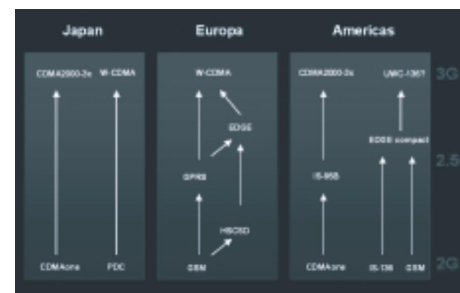 Japan
Europa
Americas
CDMA2000-3x W-CDMA
W-CDMA
CDMA2000-3x UWC-136?
3G
EDGE
EDGE compact
2.5
GPRS
IS-95B
HSCSD
CDMAone PDC
GSM
CDMAone IS-136 GSM
2G